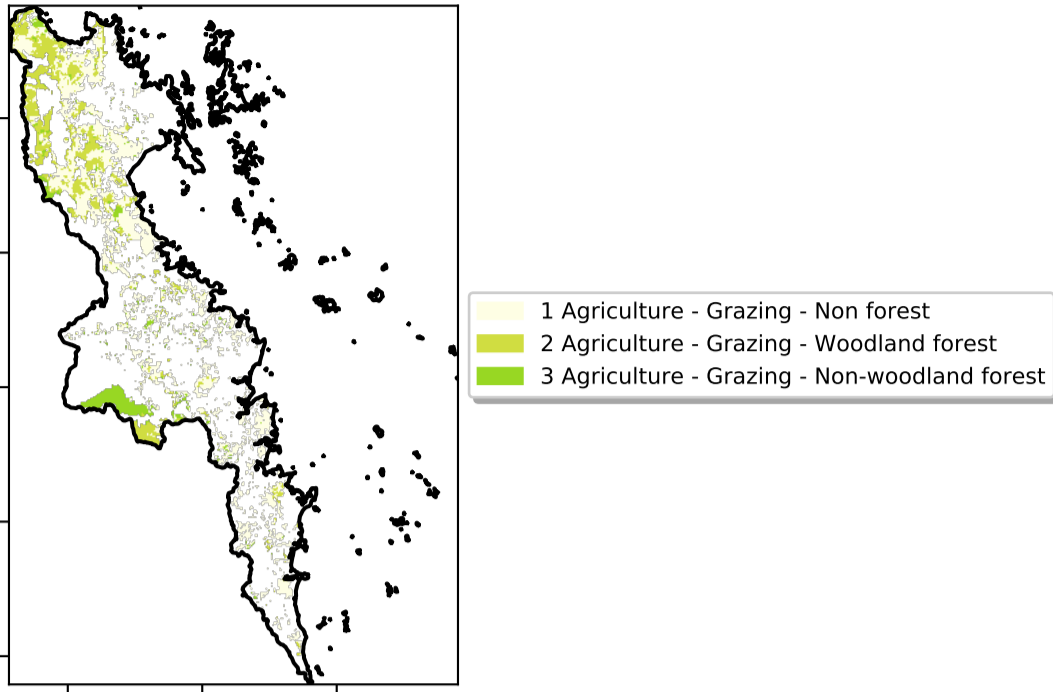 1 Agriculture - Grazing - Non forest
2 Agriculture - Grazing - Woodland forest
3 Agriculture - Grazing - Non-woodland forest